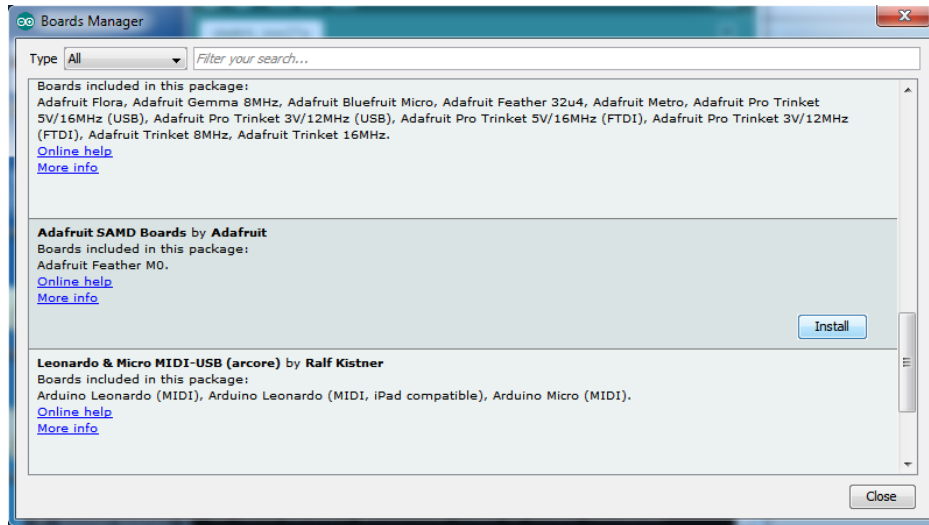 Boards Manager
Type All Filter your search...
Boards included in this package:
Adafruit Flora, Adafruit Gemma 8MHz, Adafruit Bluefruit Micro, Adafruit Feather 32u4, Adafruit Metro, Adafruit Pro Trinket
5V/16MHz (USB), Adafruit Pro Trinket 3V/12MHz (USB), Adafruit Pro Trinket 5V/16MHz (FTDI), Adafruit Pro Trinket 3V/12MHz
(FTDI), Adafruit Trinket 8MHz, Adafruit Trinket 16MHz.
Online help
More info
Adafruit SAMD Boards by Adafruit
Boards included in this package:
Adafruit Feather M0.
Online help
More info
Install
Leonardo & Micro MIDI-USB (arcore) by Ralf Kistner
Boards included in this package:
Arduino Leonardo (MIDI), Arduino Leonardo (MIDI, iPad compatible), Arduino Micro (MIDI).
Online help
More info
Close